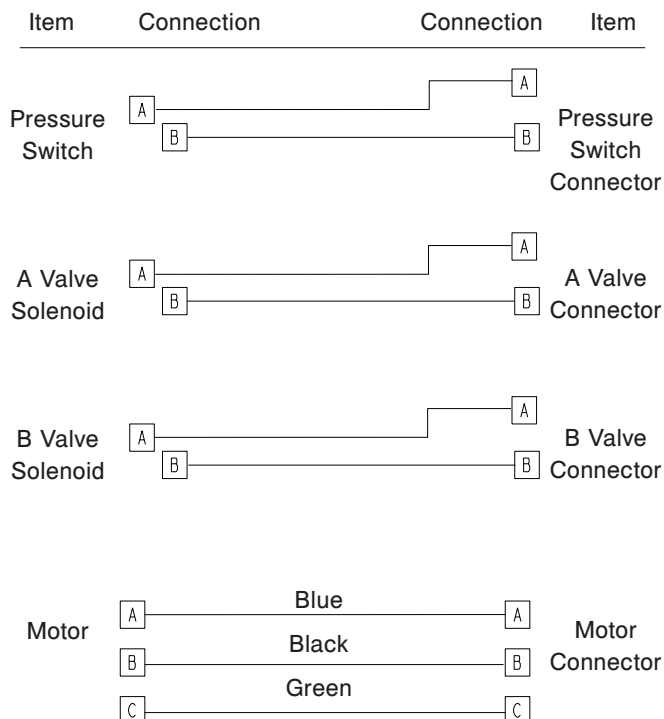 Item Connection Connection Item
A A
Pressure Switch B B Pressure Switch Connector
A A
A Valve Solenoid B B A Valve Connector
A A
B Valve Solenoid B B B Valve Connector
Blue
A A
Motor Black Motor Connector
B B
Green
C C